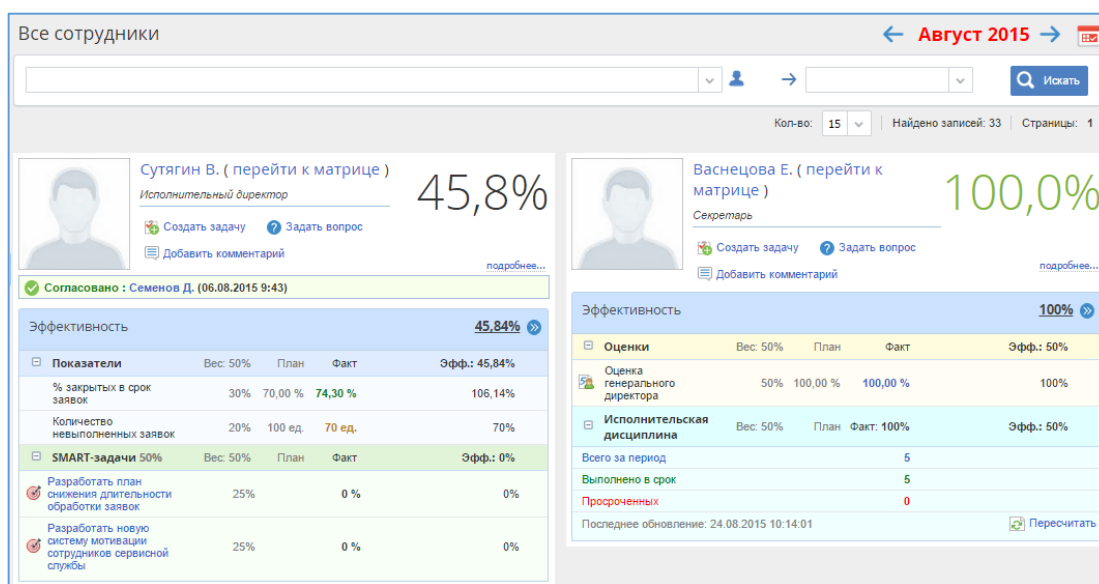 Все сотрудники
Август 2015
Искать
Кол-во: 15 Найдено записей: 33 Страницы: 1
Сутягин В. ( перейти к матрице )
Исполнительный директор
45,8%
Создать задачу Задать вопрос
Добавить комментарий
подробнее...
Согласовано : Семенов Д. (06.08.2015 9:43)
Эффективность 45,84%
Показатели Вес: 50% План Факт Эфф.: 45,84%
% закрытых в срок
заявок 30% 70,00 % 74,30 % 106,14%
Количество
невыполненных заявок 20% 100 ед. 70 ед. 70%
SMART-задачи 50% Вес: 50% План Факт Эфф.: 0%
Разработать план
снижения длительности
обработки заявок 25% 0 % 0%
Разработать новую
систему мотивации
сотрудников сервисной
службы 25% 0 % 0%
Васнецова Е. ( перейти к
матрице )
Секретарь
100,0%
Создать задачу Задать вопрос
Добавить комментарий
подробнее...
Эффективность 100%
Оценки Вес: 50% План Факт Эфф.: 50%
Оценка
генерального
директора 50% 100,00 % 100,00 % 100%
Исполнительская
дисциплина Вес: 50% План Факт: 100% Эфф.: 50%
Всего за период 5
Выполнено в срок 5
Просроченных 0
Последнее обновление: 24.08.2015 10:14:01 Пересчитать